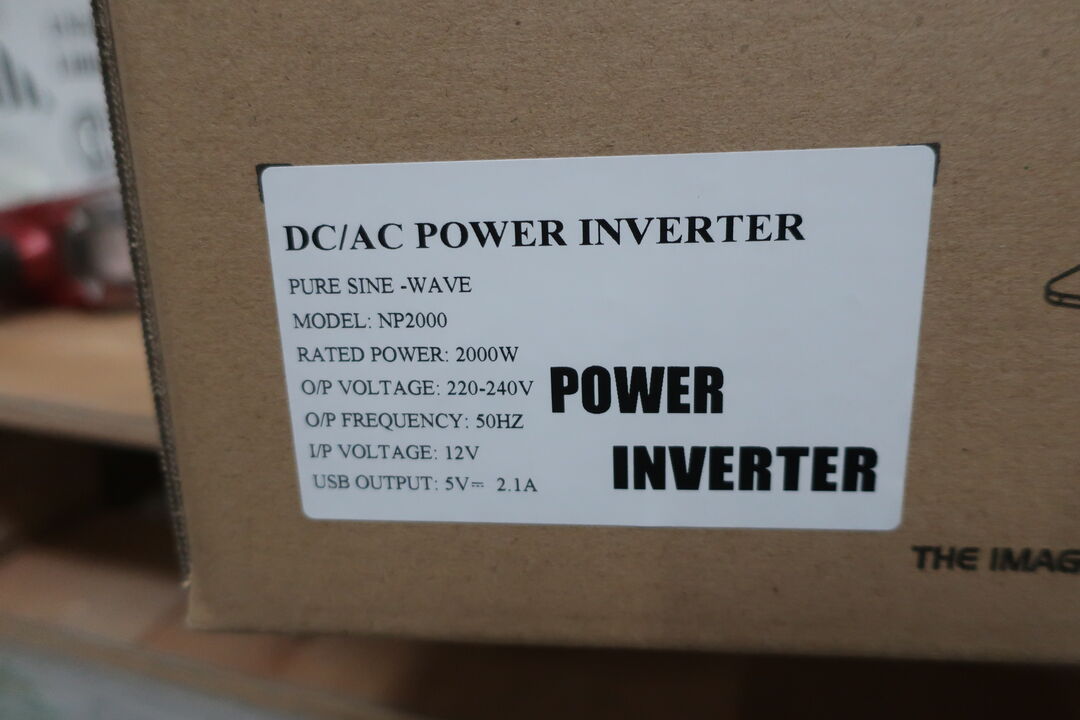 DC/AC POWER INVERTER
PURE SINE -WAVE
MODEL: NP2000
RATED POWER: 2000W
O/P VOLTAGE: 220-240V
O/P FREQUENCY: 50HZ
I/P VOLTAGE: 12V
USB OUTPUT: 5V⎓ 2.1A
POWER
INVERTER
THE IMAG